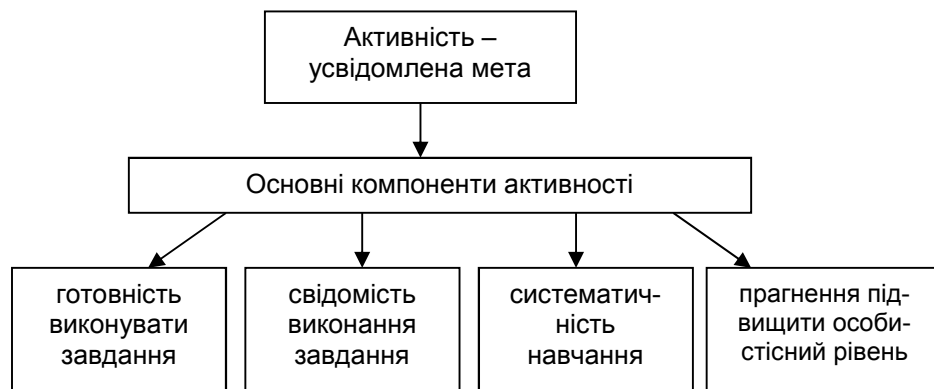 Активність –
усвідомлена мета
Основні компоненти активності
готовність
виконувати
завдання
свідомість
виконання
завдання
систематич-
ність
навчання
прагнення під-
вищити особи-
стісний рівень